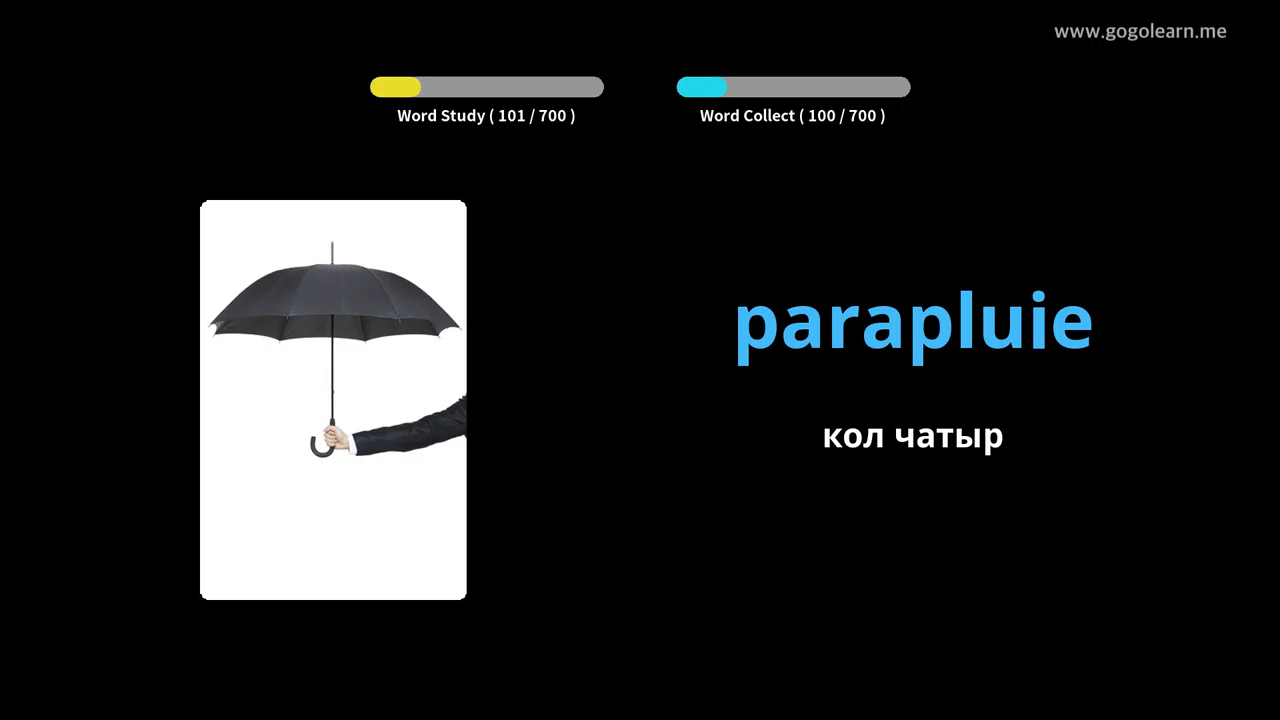 www.gogolearn.me
Word Study ( 101 / 700 )
Word Collect ( 100 / 700 )
parapluie
кол чатыр